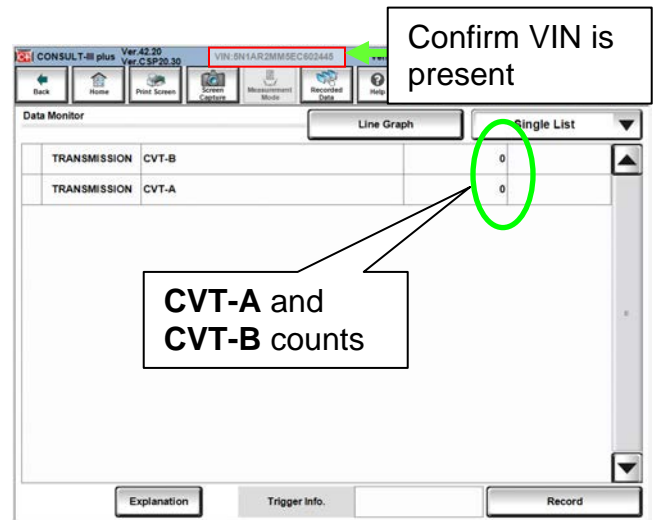 CONSULT-III plus Ver.42.20
Ver.CSP20.30
VIN:5N1AR2MM5EC602445
Confirm VIN is
present
Back
Home
Print Screen
Screen
Capture
Measurement
Mode
Recorded
Data
Help
Data Monitor
Line Graph
Single List
TRANSMISSION CVT-B 0
TRANSMISSION CVT-A 0
CVT-A and
CVT-B counts
Explanation
Trigger Info.
Record